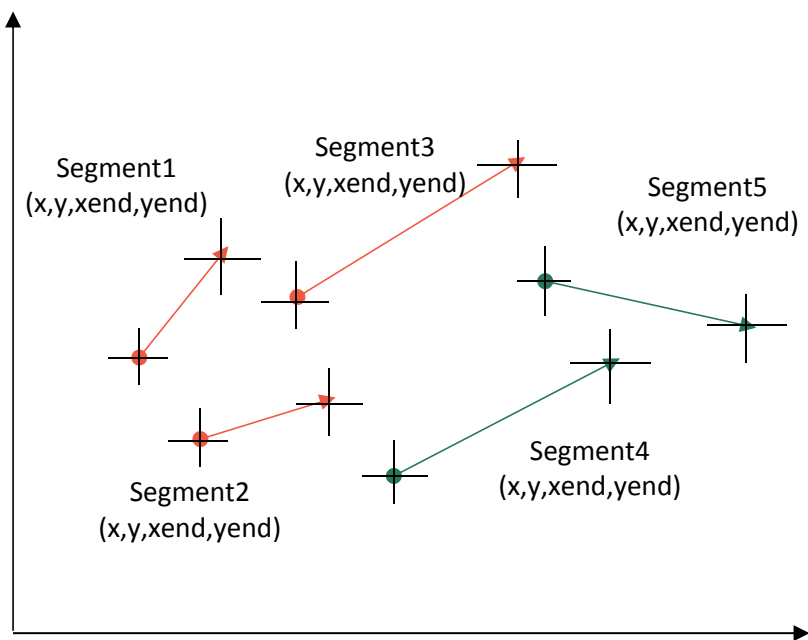 Segment1
(x,y,xend,yend)
Segment3
(x,y,xend,yend)
Segment5
(x,y,xend,yend)
Segment2
(x,y,xend,yend)
Segment4
(x,y,xend,yend)